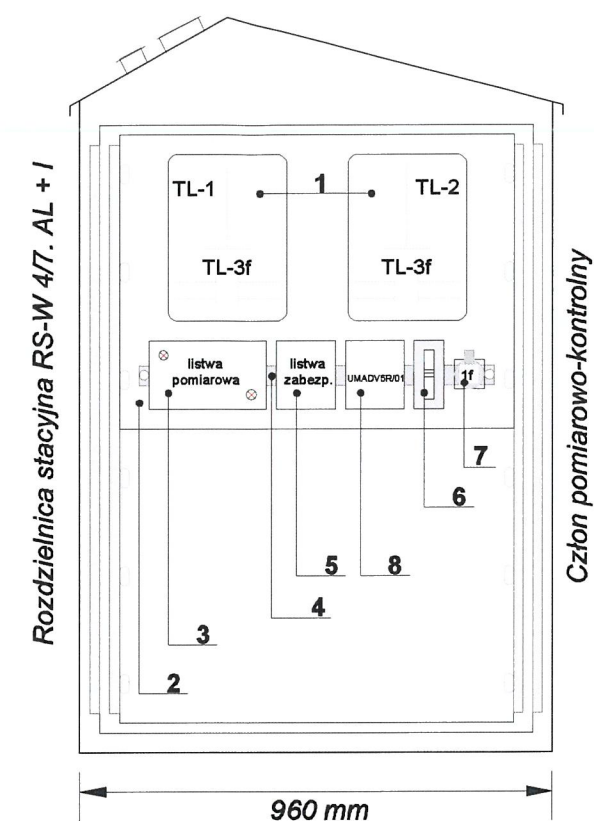 Rozdzielnica stacyjna RS-W 4/7. AL + I
TL-1
1
TL-2
TL-3f
TL-3f
listwa
pomiarowa
listwa
zabezp.
UMADV5R/01
1f
7
6
5
8
4
3
2
Człon pomiarowo-kontrolny
960 mm